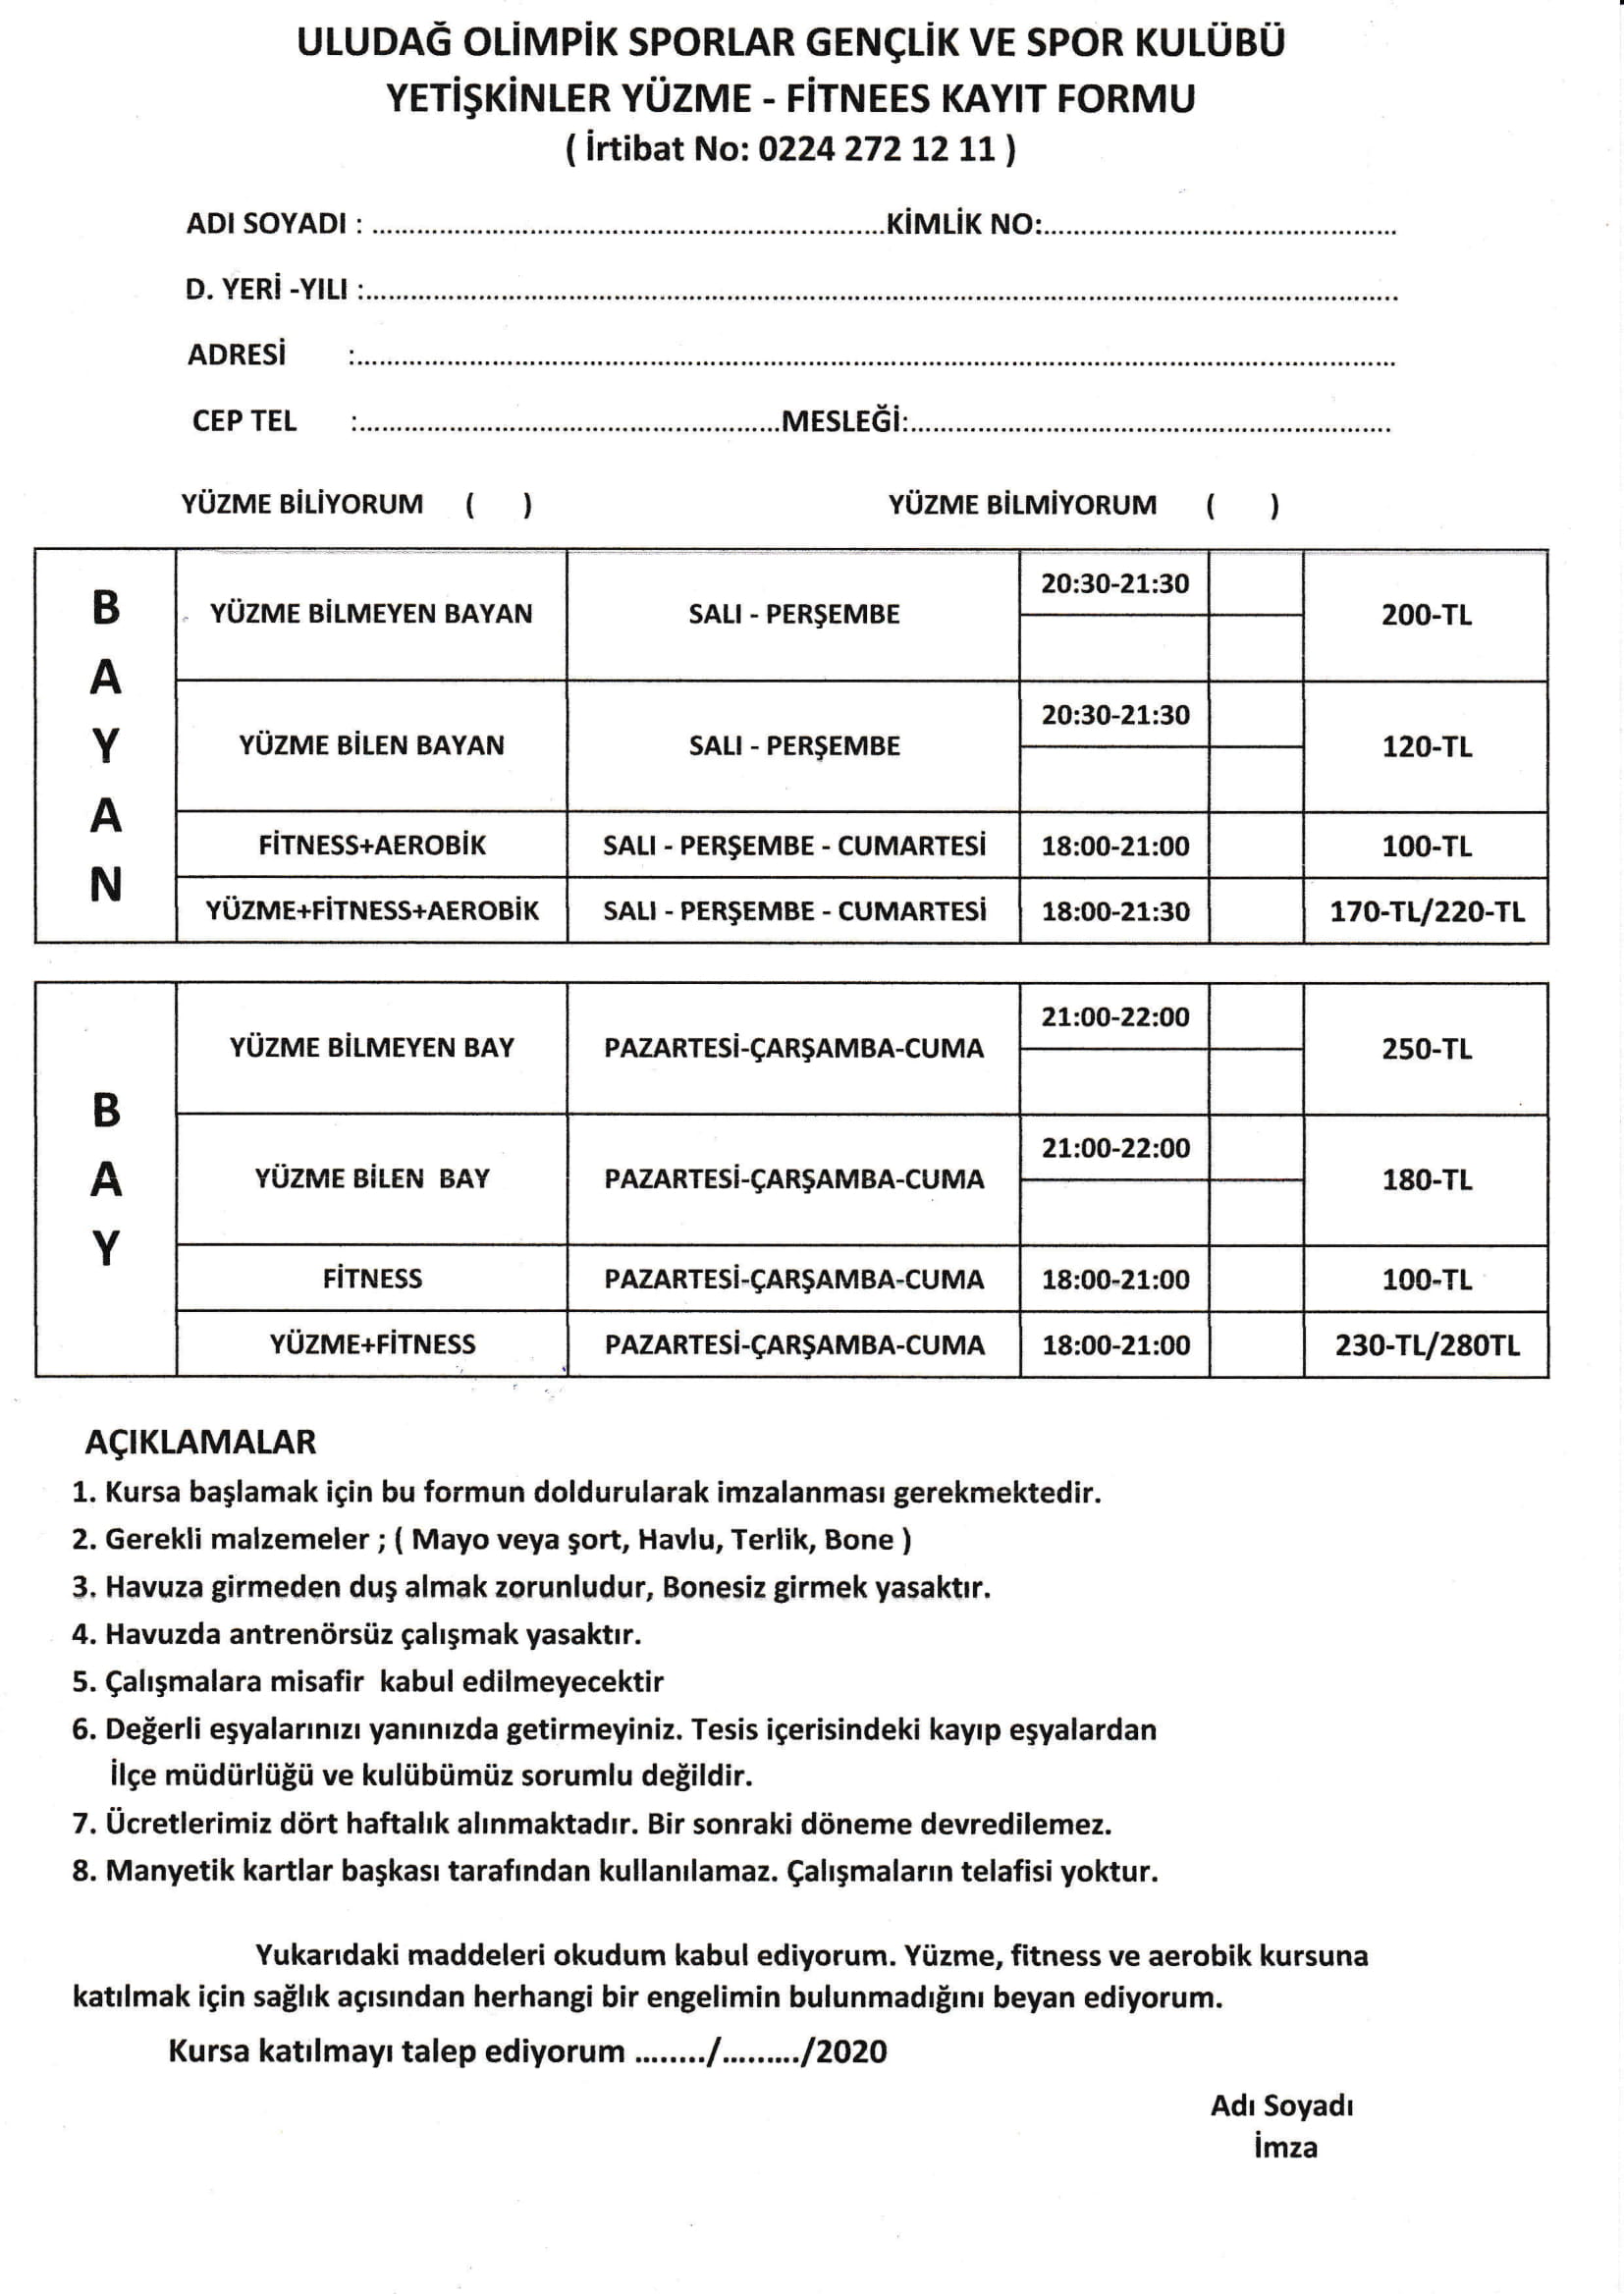 ULUDAĞ OLİMPİK SPORLAR GENÇLİK VE SPOR KULÜBÜ
YETİŞKİNLER YÜZME - FİTNEES KAYIT FORMU
( İrtibat No: 0224 272 12 11 )
ADI SOYADI : ....................................................................KİMLİK NO:...............................................
D. YERİ -YILI :.........................................................................................................................................
ADRESİ :..........................................................................................................................................
CEP TEL :........................................................MESLEĞİ:................................................................
YÜZME BİLİYORUM ( ) YÜZME BİLMİYORUM ( )
B
A
Y
A
N
YÜZME BİLMEYEN BAYAN SALI - PERŞEMBE 20:30-21:30 200-TL
YÜZME BİLEN BAYAN SALI - PERŞEMBE 20:30-21:30 120-TL
FİTNESS+AEROBİK SALI - PERŞEMBE - CUMARTESİ 18:00-21:00 100-TL
YÜZME+FİTNESS+AEROBİK SALI - PERŞEMBE - CUMARTESİ 18:00-21:30 170-TL/220-TL
B
A
Y
YÜZME BİLMEYEN BAY PAZARTESİ-ÇARŞAMBA-CUMA 21:00-22:00 250-TL
YÜZME BİLEN BAY PAZARTESİ-ÇARŞAMBA-CUMA 21:00-22:00 180-TL
FİTNESS PAZARTESİ-ÇARŞAMBA-CUMA 18:00-21:00 100-TL
YÜZME+FİTNESS PAZARTESİ-ÇARŞAMBA-CUMA 18:00-21:00 230-TL/280TL
AÇIKLAMALAR
1. Kursa başlamak için bu formun doldurularak imzalanması gerekmektedir.
2. Gerekli malzemeler ; ( Mayo veya şort, Havlu, Terlik, Bone )
3. Havuza girmeden duş almak zorunludur, Bonesiz girmek yasaktır.
4. Havuzda antrenörsüz çalışmak yasaktır.
5. Çalışmalara misafir kabul edilmeyecektir
6. Değerli eşyalarınızı yanınızda getirmeyiniz. Tesis içerisindeki kayıp eşyalardan
İlçe müdürlüğü ve kulübümüz sorumlu değildir.
7. Ücretlerimiz dört haftalık alınmaktadır. Bir sonraki döneme devredilemez.
8. Manyetik kartlar başkası tarafından kullanılamaz. Çalışmaların telafisi yoktur.
Yukarıdaki maddeleri okudum kabul ediyorum. Yüzme, fitness ve aerobik kursuna
katılmak için sağlık açısından herhangi bir engelimin bulunmadığını beyan ediyorum.
Kursa katılmayı talep ediyorum ......../........./2020
Adı Soyadı
İmza